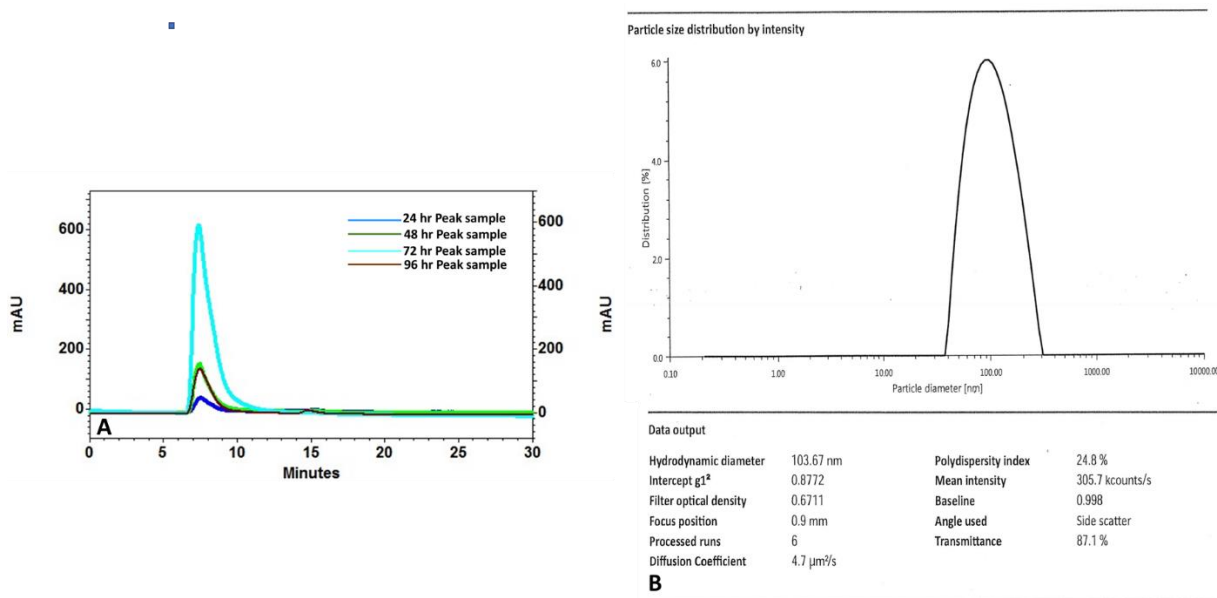 600
400
200
0
mAU
600
400
200
0
mAU
24 hr Peak sample
48 hr Peak sample
72 hr Peak sample
96 hr Peak sample
A
0
5
10
15
20
25
30
Minutes
Particle size distribution by intensity
6.0
4.0
2.0
0.0
Distribution [%]
0.10
1.00
10.00
100.00
1000.00
10000.00
Particle diameter [nm]
Data output
Hydrodynamic diameter 103.67 nm Polydispersity index 24.8 %
Intercept g1² 0.8772 Mean intensity 305.7 kcounts/s
Filter optical density 0.6711 Baseline 0.998
Focus position 0.9 mm Angle used Side scatter
Processed runs 6 Transmittance 87.1 %
Diffusion Coefficient 4.7 µm²/s
B